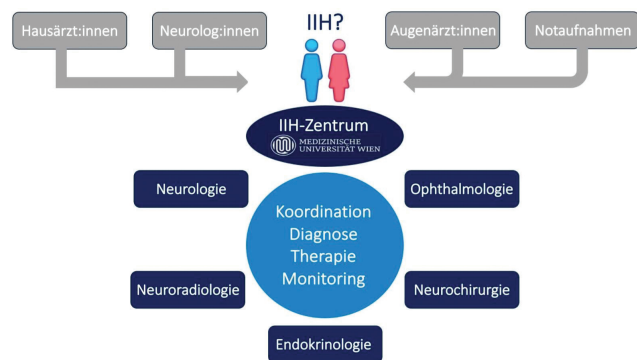 Hausärzt:innen
Neurolog:innen
IIH?
Augenärzt:innen
Notaufnahmen
IIH-Zentrum
MEDIZINISCHE
UNIVERSITÄT WIEN
Neurologie
Ophthalmologie
Koordination
Diagnose
Therapie
Monitoring
Neuroradiologie
Neurochirurgie
Endokrinologie